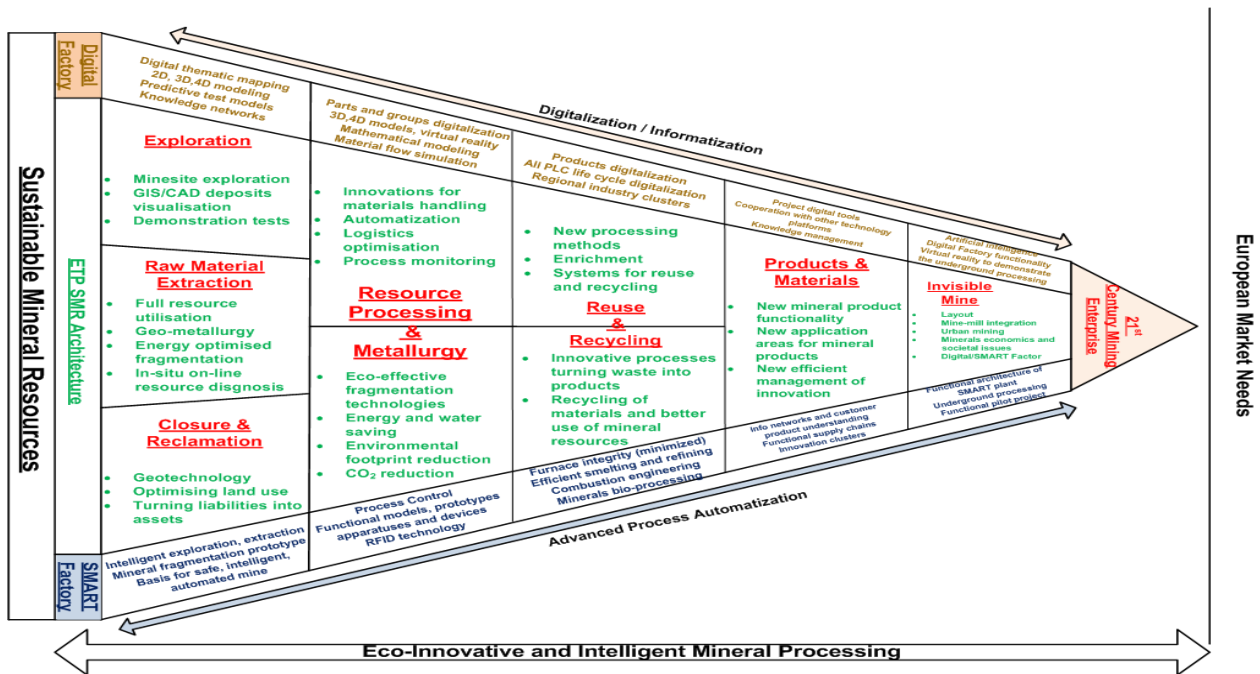 Sustainable Mineral Resources
Digital
Factory
ETP SMR Architecture
SMART
Factory
Digital thematic mapping
2D, 3D,4D modeling
Predictive test models
Knowledge networks
Exploration
• Minesite exploration
• GIS/CAD deposits
visualisation
• Demonstration tests
Raw Material
Extraction
• Full resource
utilisation
• Geo-metallurgy
• Energy optimised
fragmentation
• In-situ on-line
resource disgnosis
Closure &
Reclamation
• Geotechnology
• Optimising land use
• Turning liabilities into
assets
Intelligent exploration, extraction
Mineral fragmentation prototype
Basis for safe, intelligent,
automated mine
Parts and groups digitalization
3D,4D models, virtual reality
Mathematical modeling
Material flow simulation
• Innovations for
materials handling
• Automatization
• Logistics
optimisation
• Process monitoring
Resource
Processing
&
Metallurgy
• Eco-effective
fragmentation
technologies
• Energy and water
saving
• Environmental
footprint reduction
• CO2 reduction
Process Control
Functional models, prototypes
apparatuses and devices
RFID technology
Products digitalization
All PLC life cycle digitalization
Regional industry clusters
• New processing
methods
• Enrichment
• Systems for reuse
and recycling
Reuse
&
Recycling
• Innovative processes
turning waste into
products
• Recycling of
materials and better
use of mineral
resources
Furnace integrity (minimized)
Efficient smelting and refining
Combustion engineering
Minerals bio-processing
Project digital tools
Cooperation with other technology
platforms
Knowledge management
Products &
Materials
• New mineral product
functionality
• New application
areas for mineral
products
• New efficient
management of
innovation
Info networks and customer
product understanding
Functional supply chains
Innovation clusters
Artificial intelligence
Digital Factory functionality
Virtual reality to demonstrate
the underground processing
Invisible
Mine
• Layout
• Mine-mill integration
• Urban mining
• Minerals economics and
societal issues
• Digital/SMART Factor
Functional architecture of
SMART plant
Underground processing
Functional pilot project
21st
Century Mining
Enterprise
Digitalization / Informatization
Advanced Process Automatization
Eco-Innovative and Intelligent Mineral Processing
European Market Needs